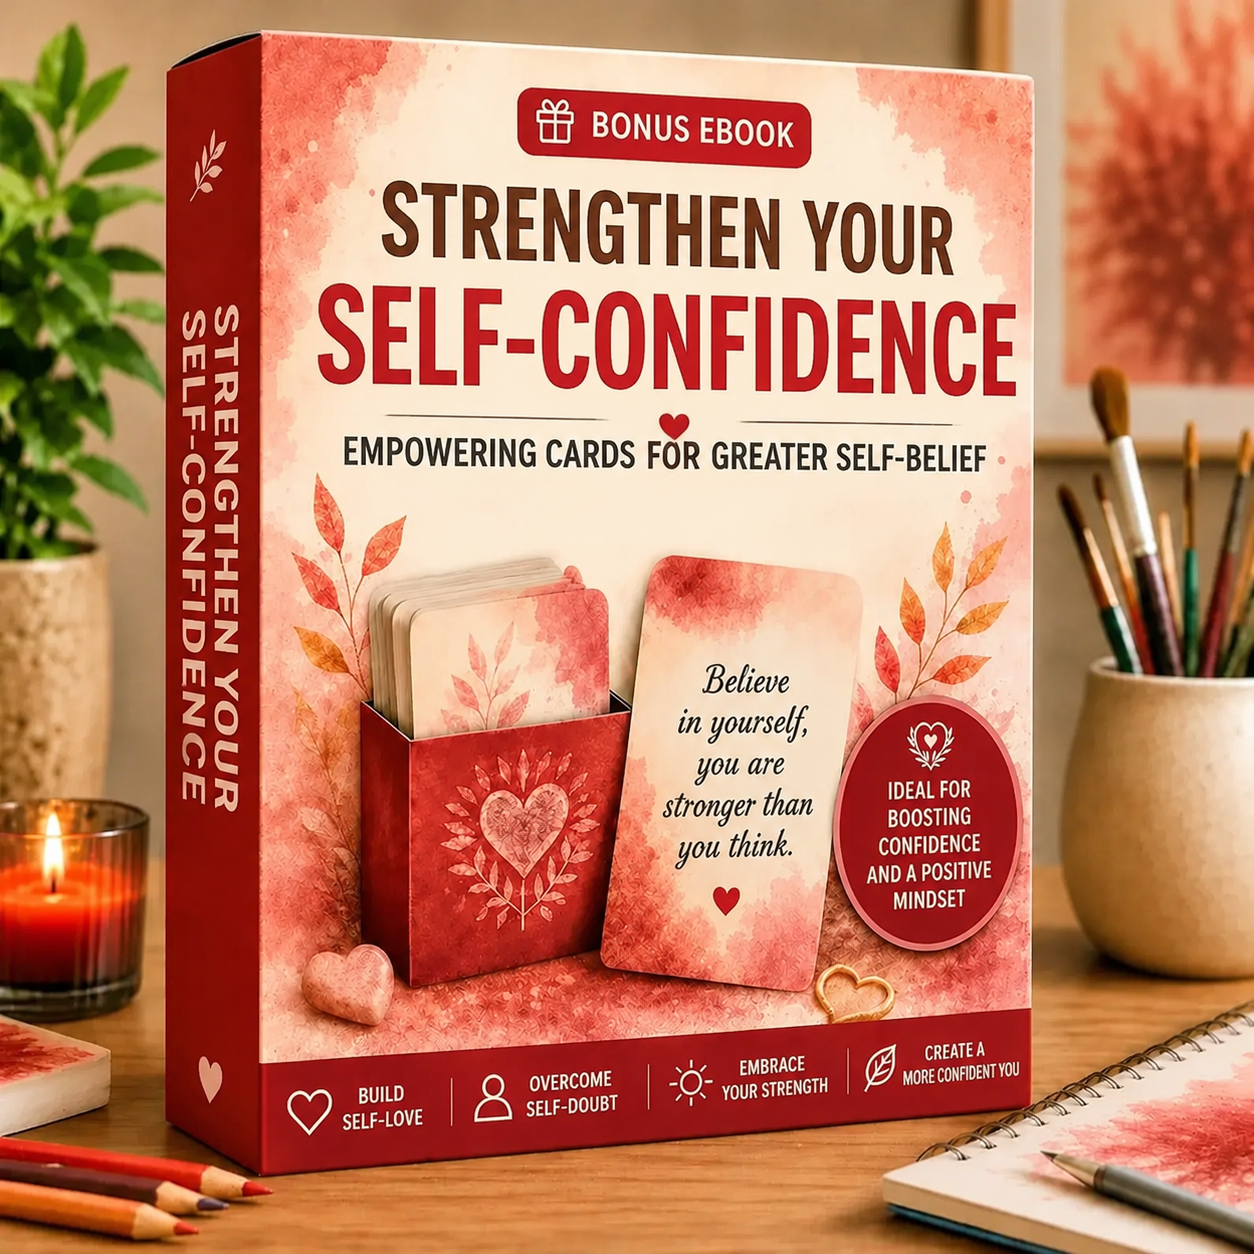 BONUS EBOOK
STRENGTHEN YOUR
SELF-CONFIDENCE
EMPOWERING CARDS FOR GREATER SELF-BELIEF
Believe
in yourself,
you are
stronger than
you think.
IDEAL FOR
BOOSTING
CONFIDENCE
AND A POSITIVE
MINDSET
BUILD
SELF-LOVE
OVERCOME
SELF-DOUBT
EMBRACE
YOUR STRENGTH
CREATE A
MORE CONFIDENT YOU
STRENGTHEN YOUR
SELF-CONFIDENCE